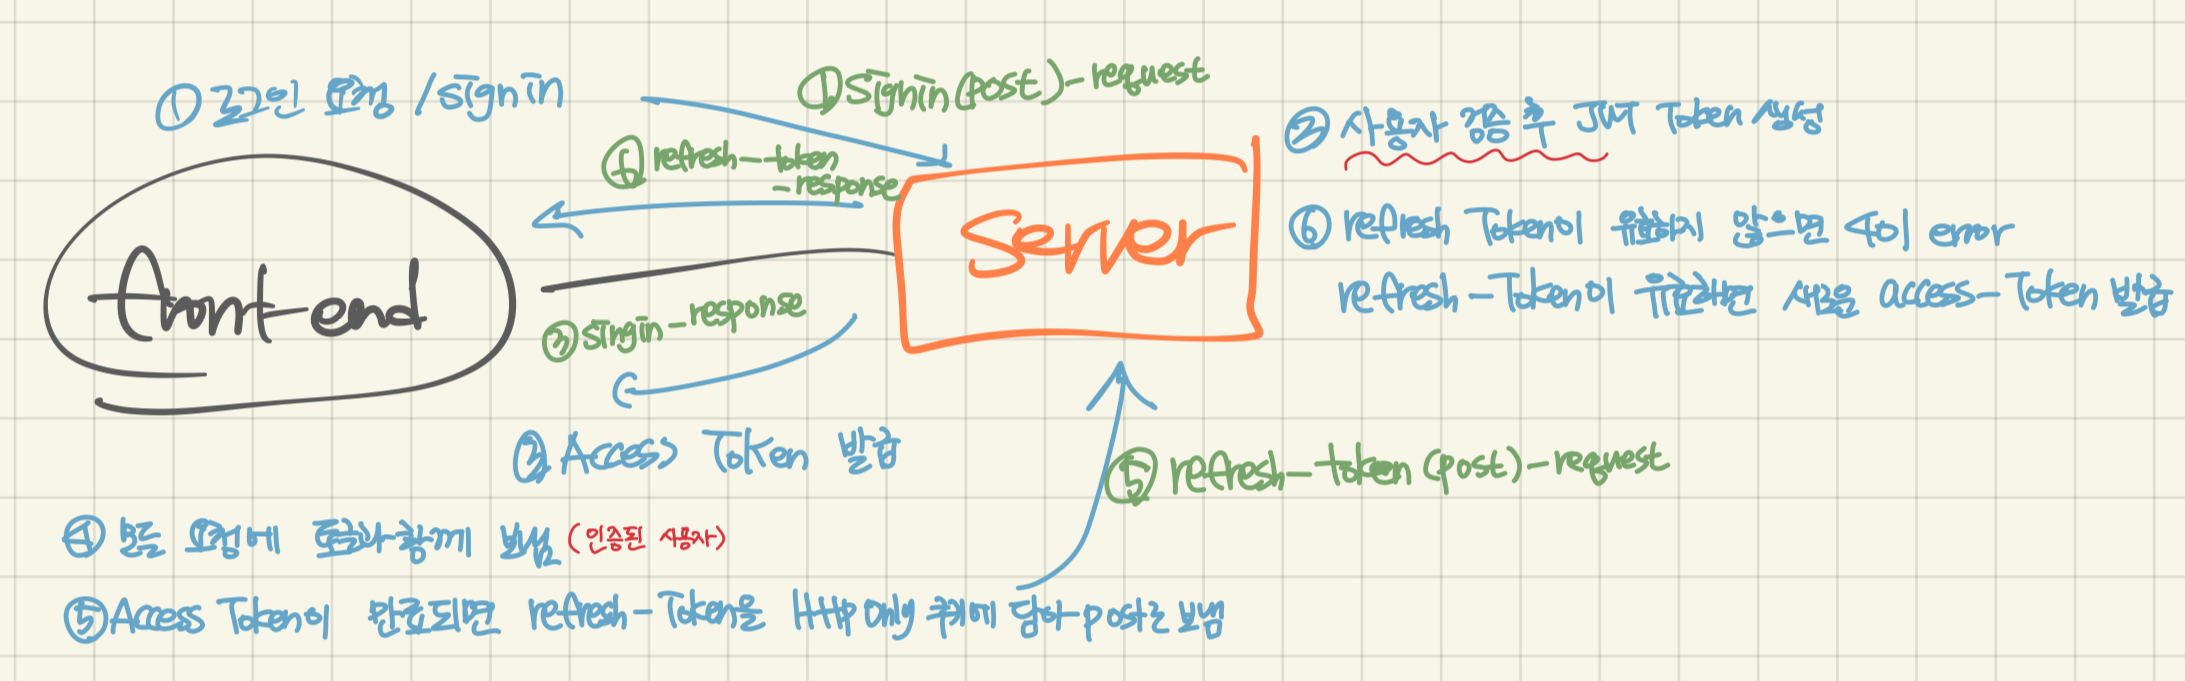 ① 로그인 요청 /signin
① Signin (post) - request
② 사용자 검증 후 JWT Token 생성
⑥ refresh - token
- response
front-end
Server
⑥ refresh Token이 유효하지 않으면 401 error
refresh - Token이 유효하면 새로운 access - Token 발급
③ singin - response
③ Access Token 발급
⑤ refresh - token (post) - request
④ 모든 요청에 토큰과 함께 보냄 (인증된 사용자)
⑤ Access Token이 만료되면 refresh - Token을 Http Only 쿠키에 담아 post로 보냄